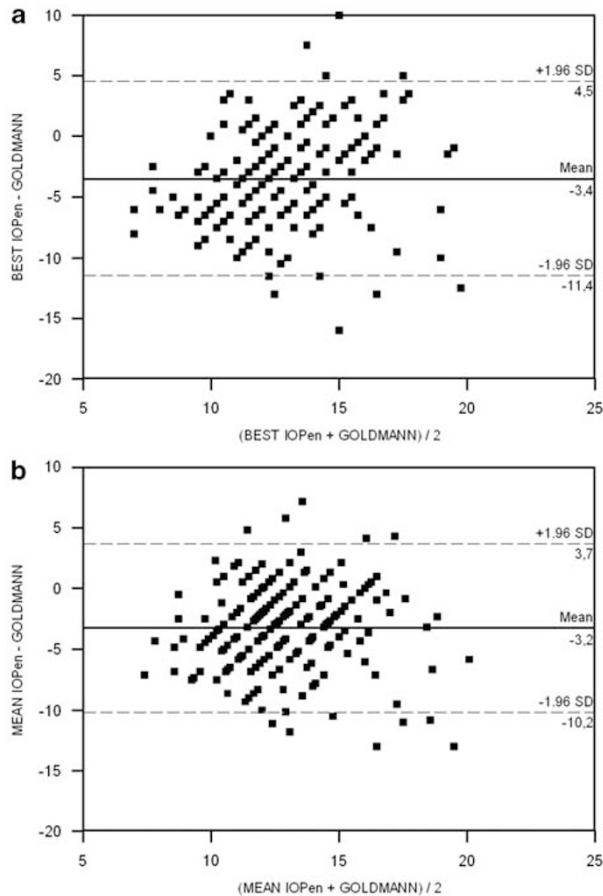 a
10
+1.96 SD
5
4.5
0
BEST IOPen - GOLDMANN
Mean
-3.4
-5
-10
-1.96 SD
-11.4
-15
-20
5 10 15 20 25
(BEST IOPen + GOLDMANN) / 2
b
10
+1.96 SD
5
3.7
0
MEAN IOPen - GOLDMANN
Mean
-3.2
-5
-10
-1.96 SD
-10.2
-15
-20
5 10 15 20 25
(MEAN IOPen + GOLDMANN) / 2